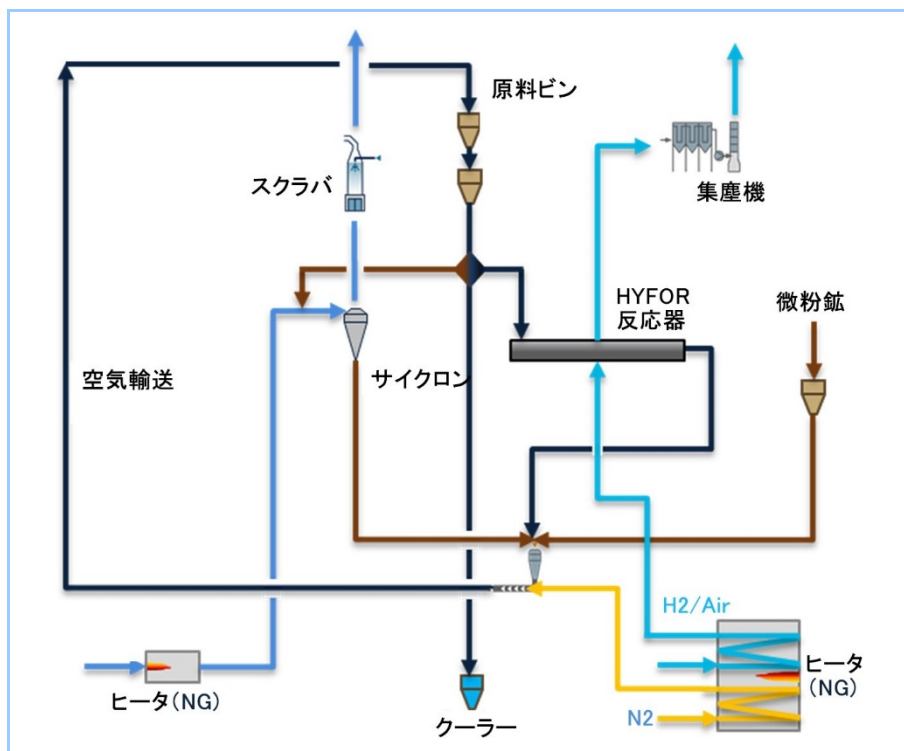 原料ビン
スクラバ
集塵機
HYFOR
反応器
微粉鉱
空気輸送
サイクロン
H2/Air
ヒータ
(NG)
ヒータ(NG)
N2
クーラー